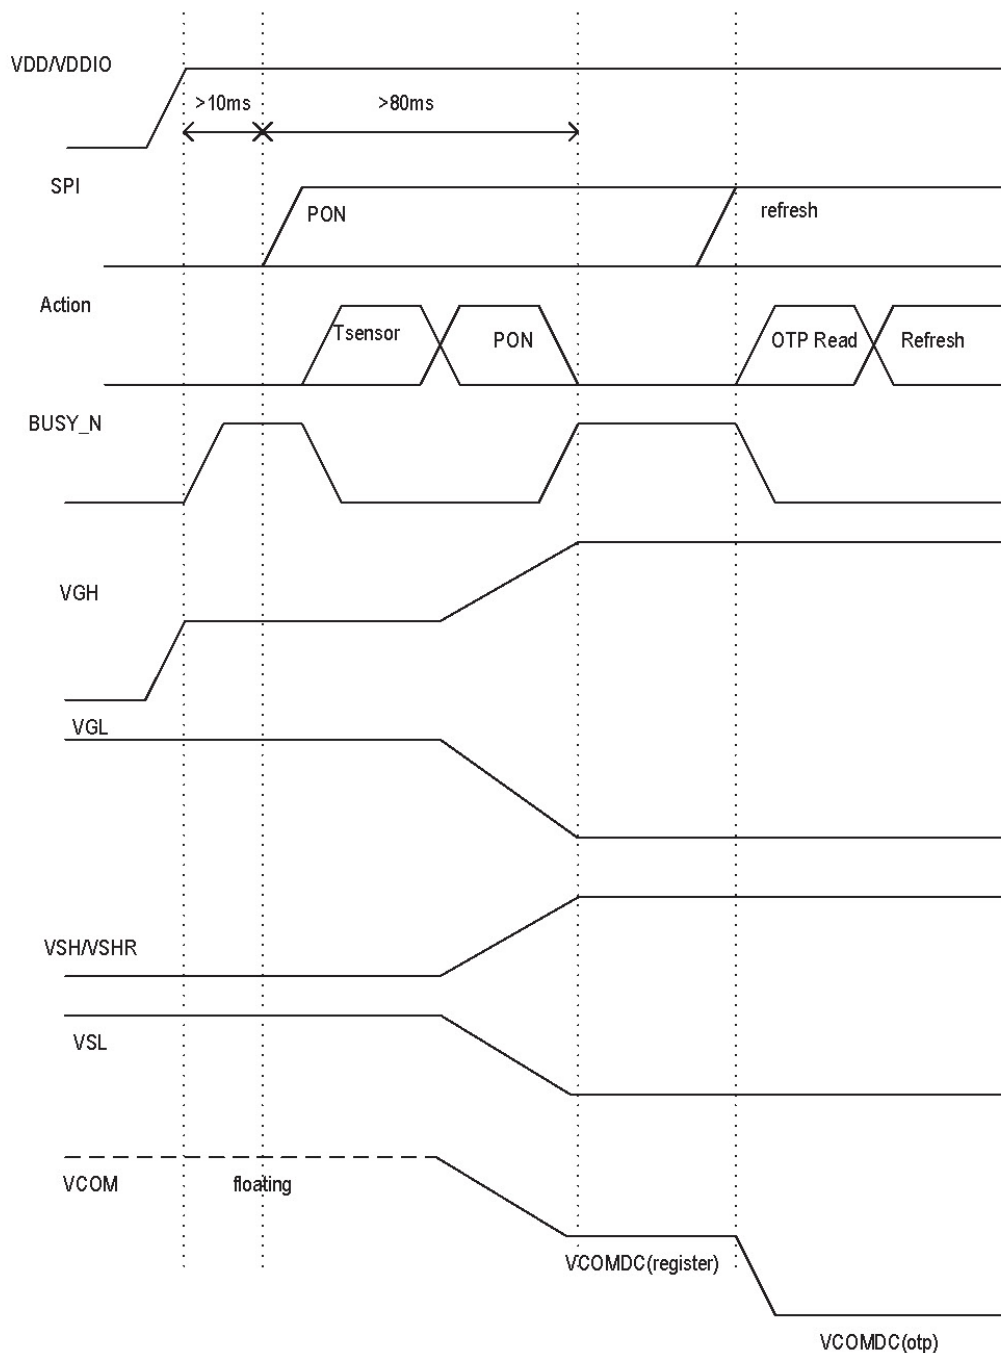 VDD/VDDIO
>10ms
>80ms
SPI
PON
refresh
Action
Tsensor
PON
OTP Read
Refresh
BUSY_N
VGH
VGL
VSH/VSHR
VSL
VCOM
floating
VCOMDC(register)
VCOMDC(otp)